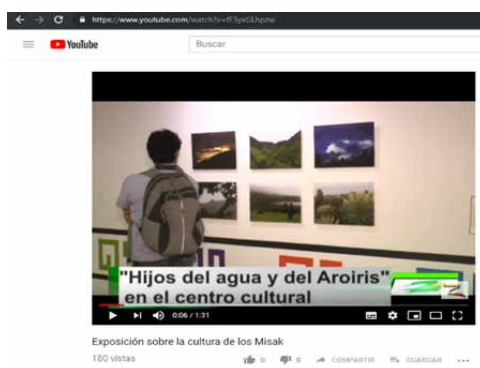 https://www.youtube.com/watch?v=
YouTube
Buscar
"Hijos del agua y del Aroiris"
en el centro cultural
0:06 / 1:31
Exposición sobre la cultura de los Misak
180 vistas
0
0
COMPARTIR
GUARDAR